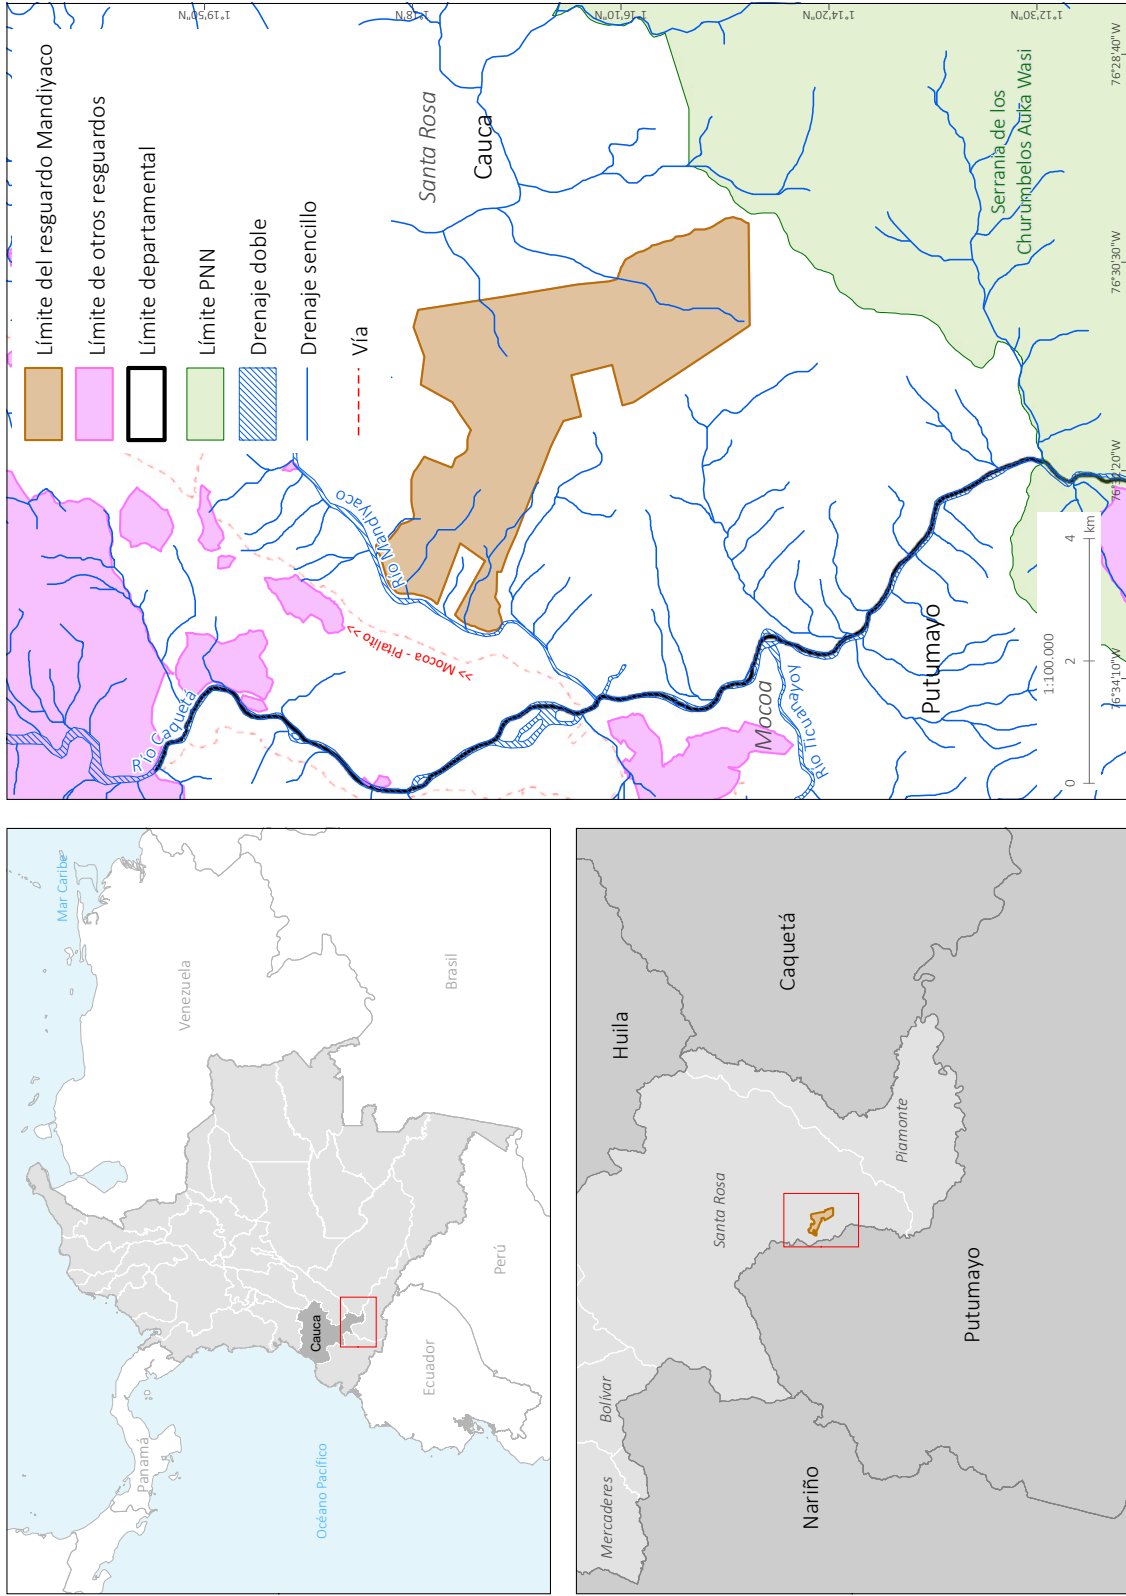 Mar Caribe
Panamá
Venezuela
Océano Pacífico
Cauca
Brasil
Ecuador
Perú
Mercaderes
Bolívar
Huila
Santa Rosa
Caquetá
Piamonte
Nariño
Putumayo
Límite del resguardo Mandiyaco
Límite de otros resguardos
Límite departamental
Límite PNN
Drenaje doble
Drenaje sencillo
Vía
Río Caquetá
Río Mandiyaco
<< Mocoa - Pitalito >>
Santa Rosa
Cauca
Mocoa
Río Ticuanayoy
Putumayo
Serranía de los
Churumbelos Auka Wasi
1:100.000
0 2 4 km
1°19'50"N
1°18'N
1°16'10"N
1°14'20"N
1°12'30"N
76°34'10"W
76°32'20"W
76°30'30"W
76°28'40"W